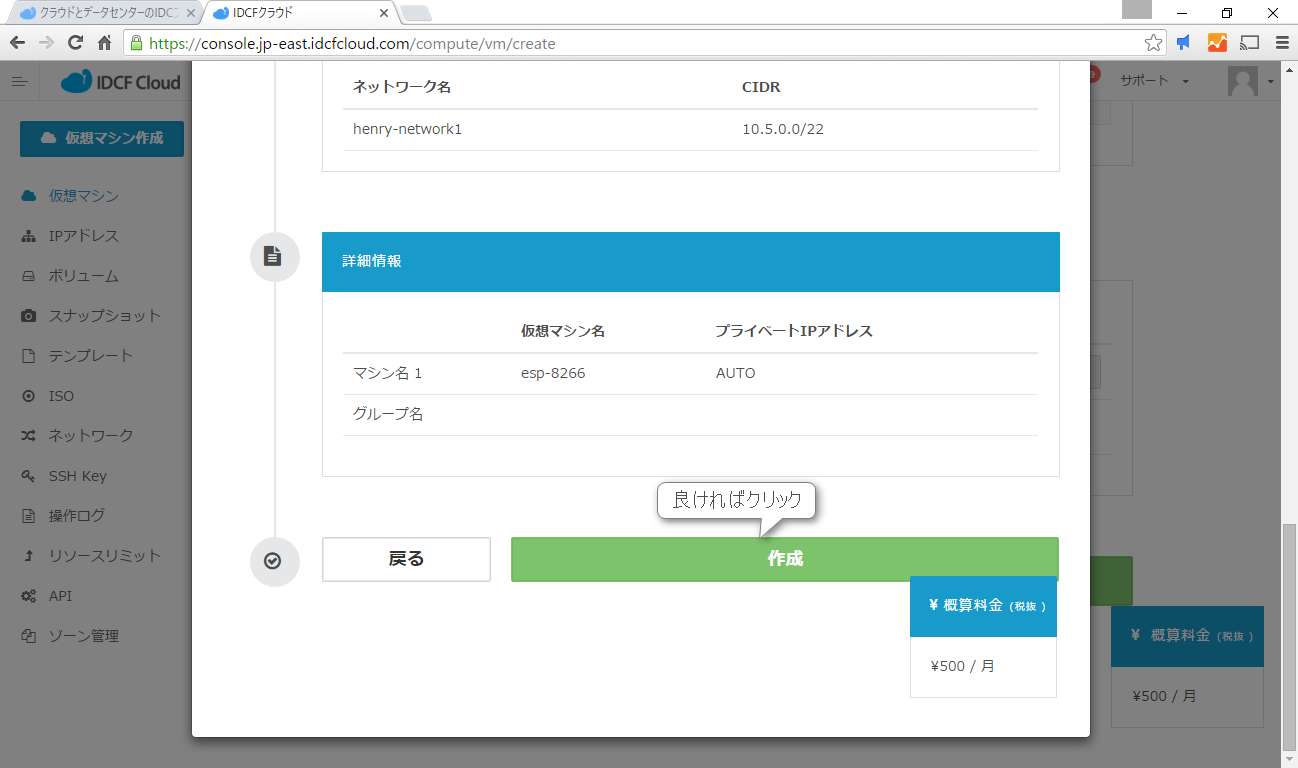 クラウドとデータセンターのIDCフ
IDCFクラウド
https://console.jp-east.idcfcloud.com/compute/vm/create
IDCF Cloud
サポート
仮想マシン作成
仮想マシン
IPアドレス
ボリューム
スナップショット
テンプレート
ISO
ネットワーク
SSH Key
操作ログ
リソースリミット
API
ゾーン管理
ネットワーク名 CIDR
henry-network1 10.5.0.0/22
詳細情報
仮想マシン名 プライベートIPアドレス
マシン名 1 esp-8266 AUTO
グループ名
良ければクリック
戻る 作成
¥ 概算料金 (税抜 )
¥500 / 月
¥ 概算料金 (税抜 )
¥500 / 月